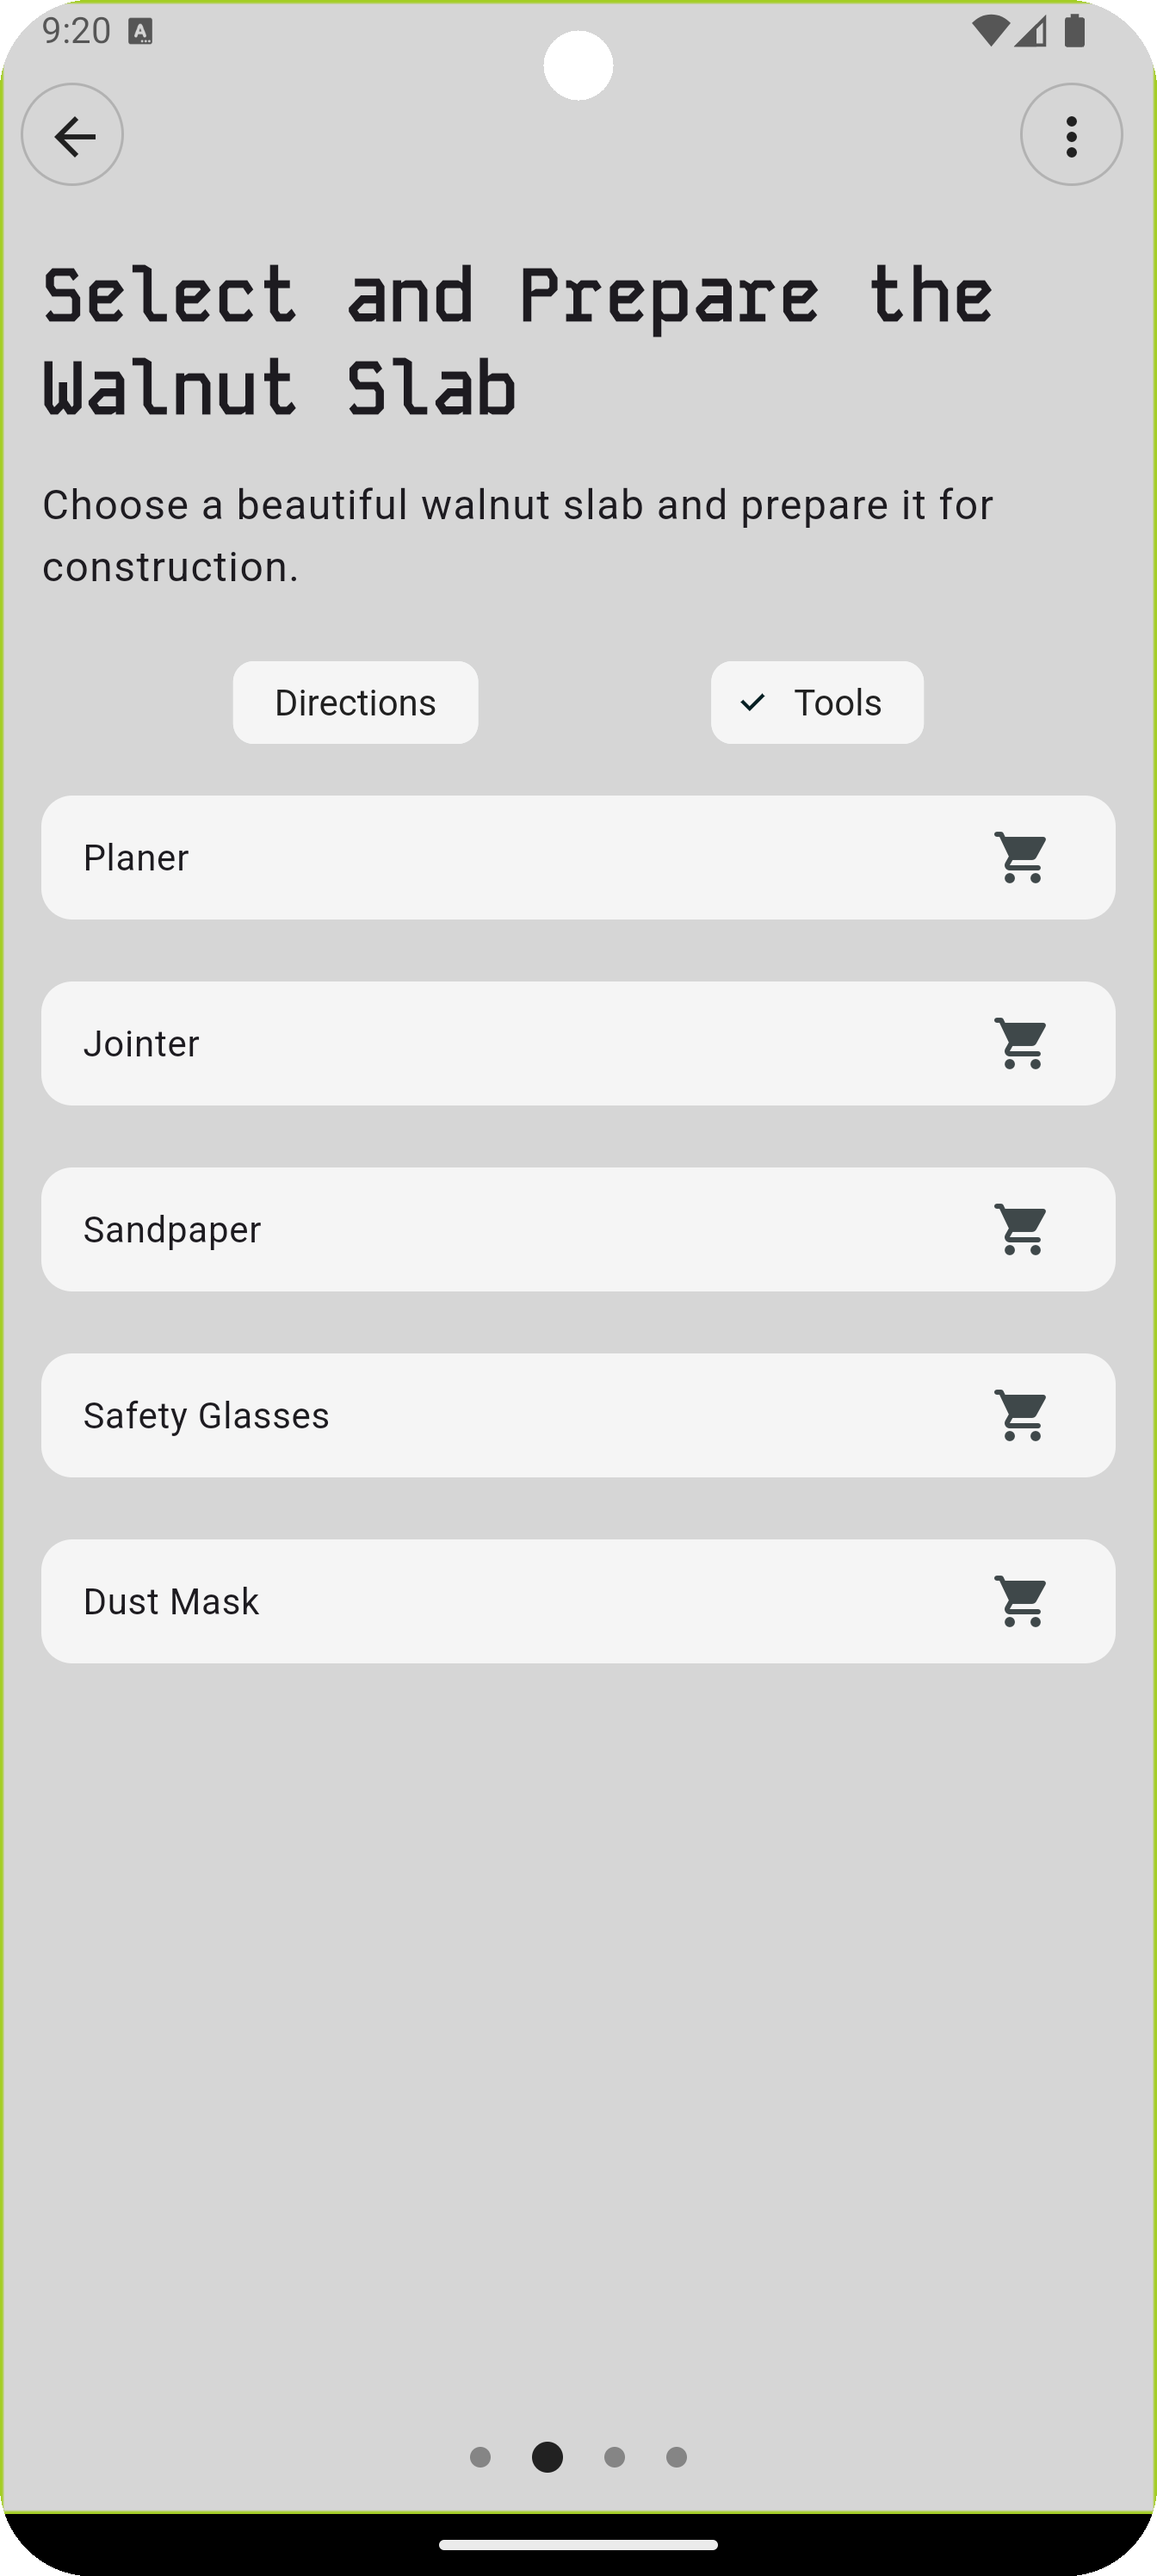 9:20 A
Select and Prepare the
Walnut Slab
Choose a beautiful walnut slab and prepare it for
construction.
Directions
Tools
Planer
Jointer
Sandpaper
Safety Glasses
Dust Mask